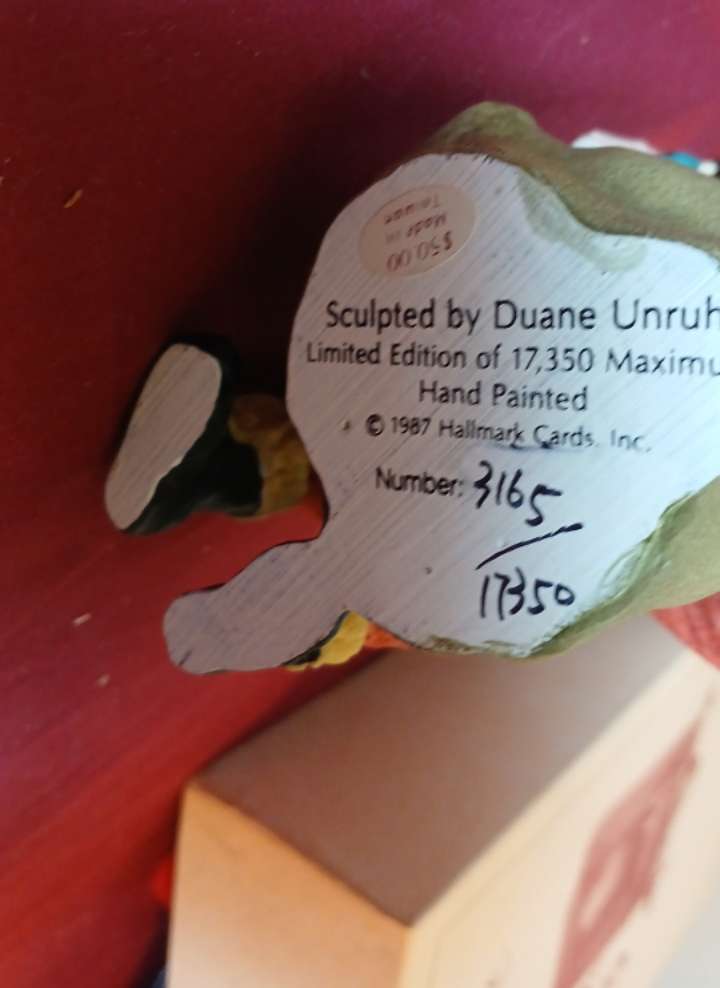 $50.00
Made in
Taiwan
Sculpted by Duane Unruh
Limited Edition of 17,350 Maximu
Hand Painted
© 1987 Hallmark Cards, Inc.
Number: 3165
17350